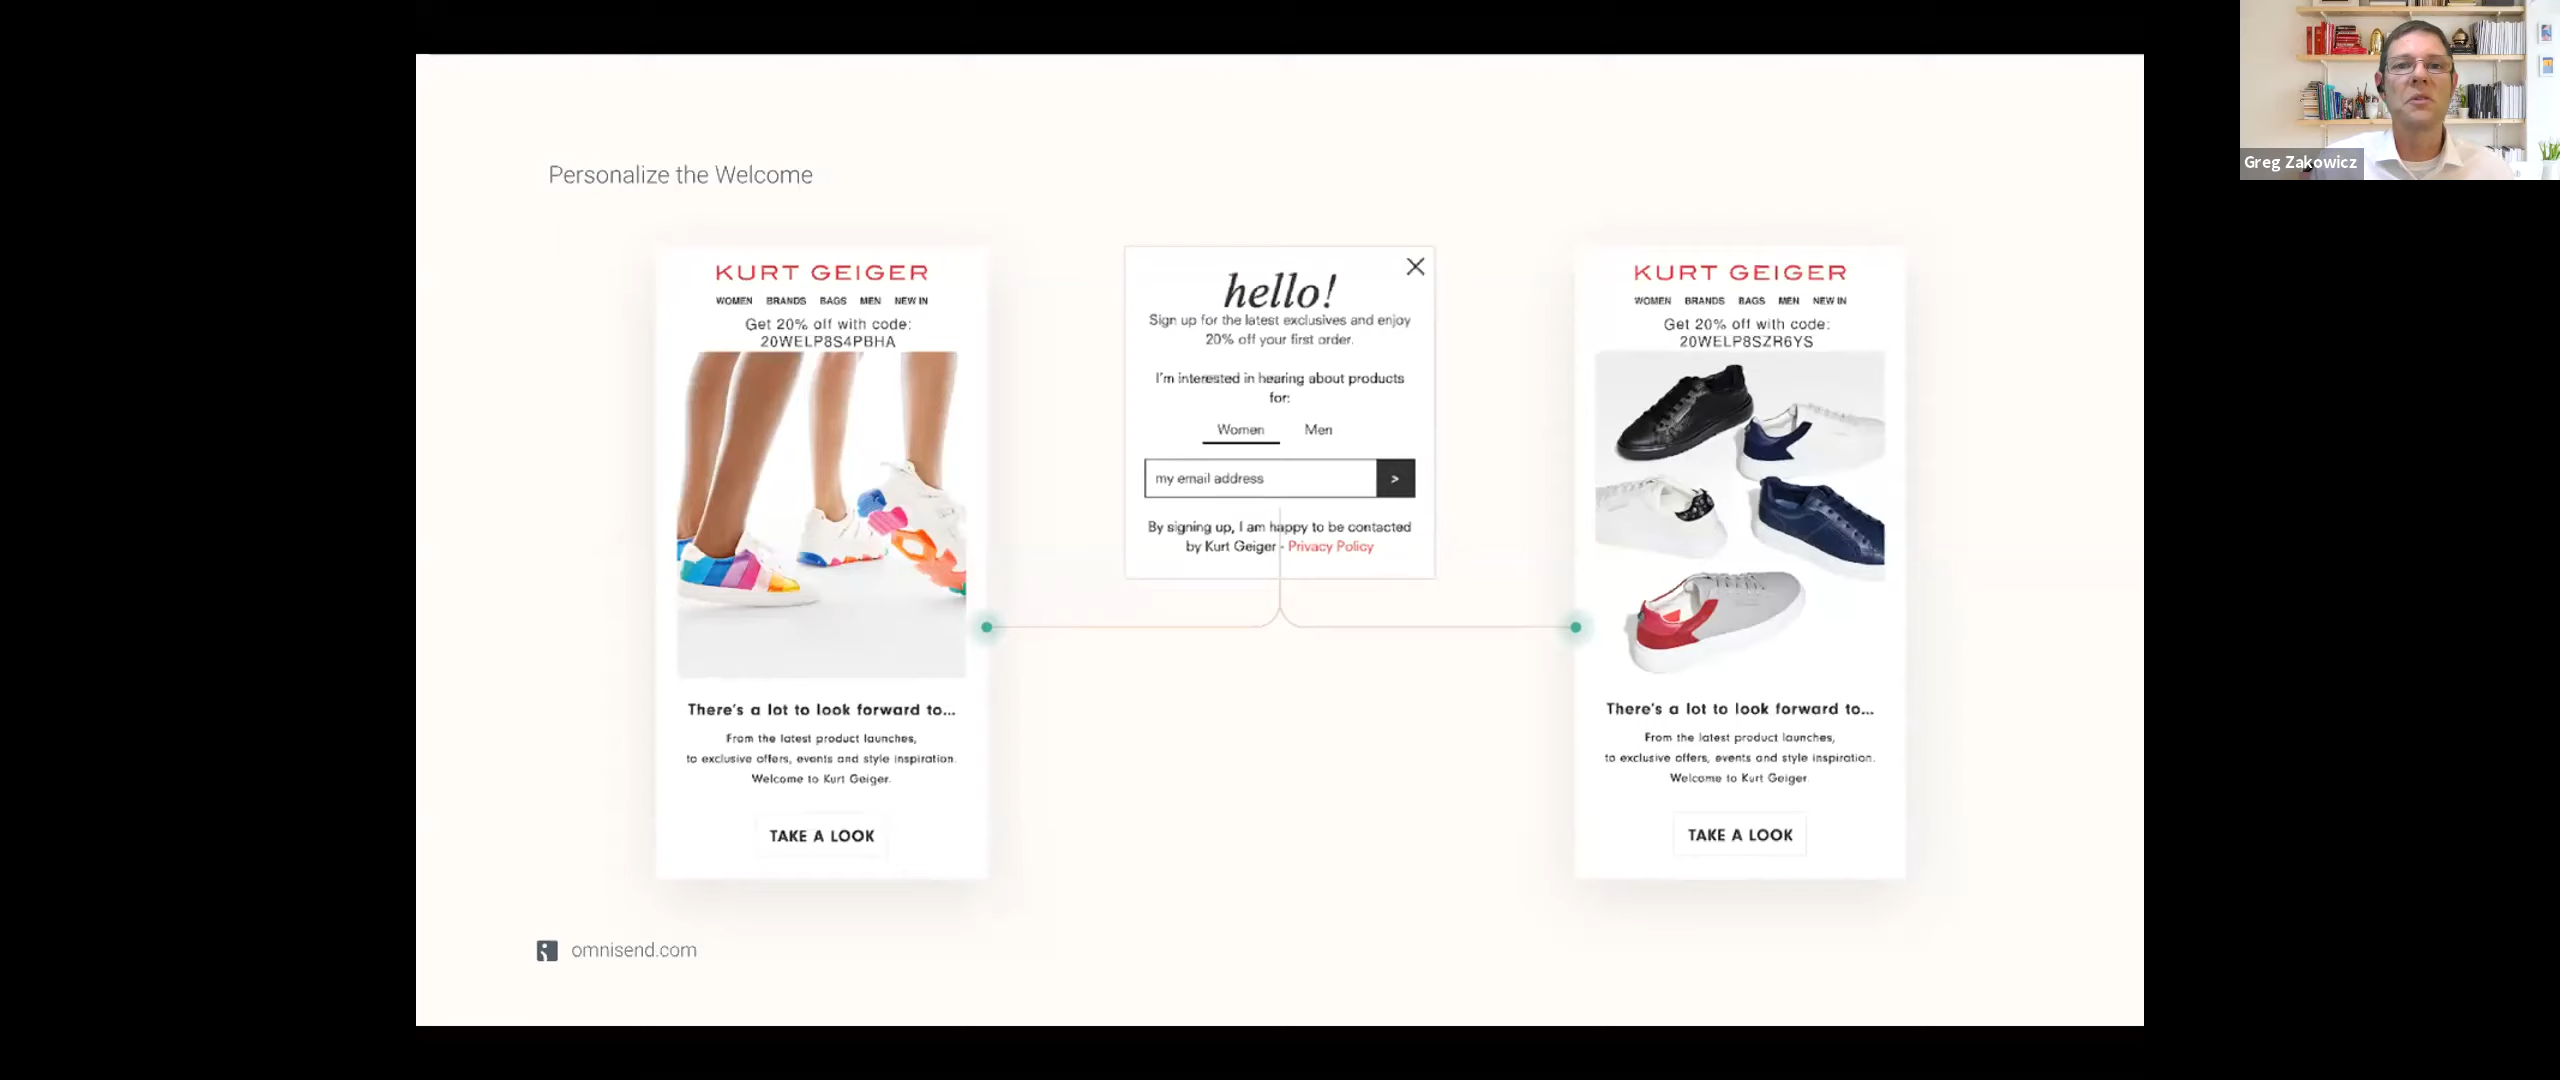 Greg Zakowicz
Personalize the Welcome
KURT GEIGER
WOMEN BRANDS BAGS MEN NEW IN
Get 20% off with code:
20WELP8S4PBHA
There's a lot to look forward to...
From the latest product launches,
to exclusive offers, events and style inspiration.
Welcome to Kurt Geiger.
TAKE A LOOK
hello!
Sign up for the latest exclusives and enjoy
20% off your first order.
I'm interested in hearing about products
for:
Women Men
my email address >
By signing up, I am happy to be contacted
by Kurt Geiger - Privacy Policy
KURT GEIGER
WOMEN BRANDS BAGS MEN NEW IN
Get 20% off with code:
20WELP8SZR6YS
There's a lot to look forward to...
From the latest product launches,
to exclusive offers, events and style inspiration.
Welcome to Kurt Geiger.
TAKE A LOOK
omnisend.com